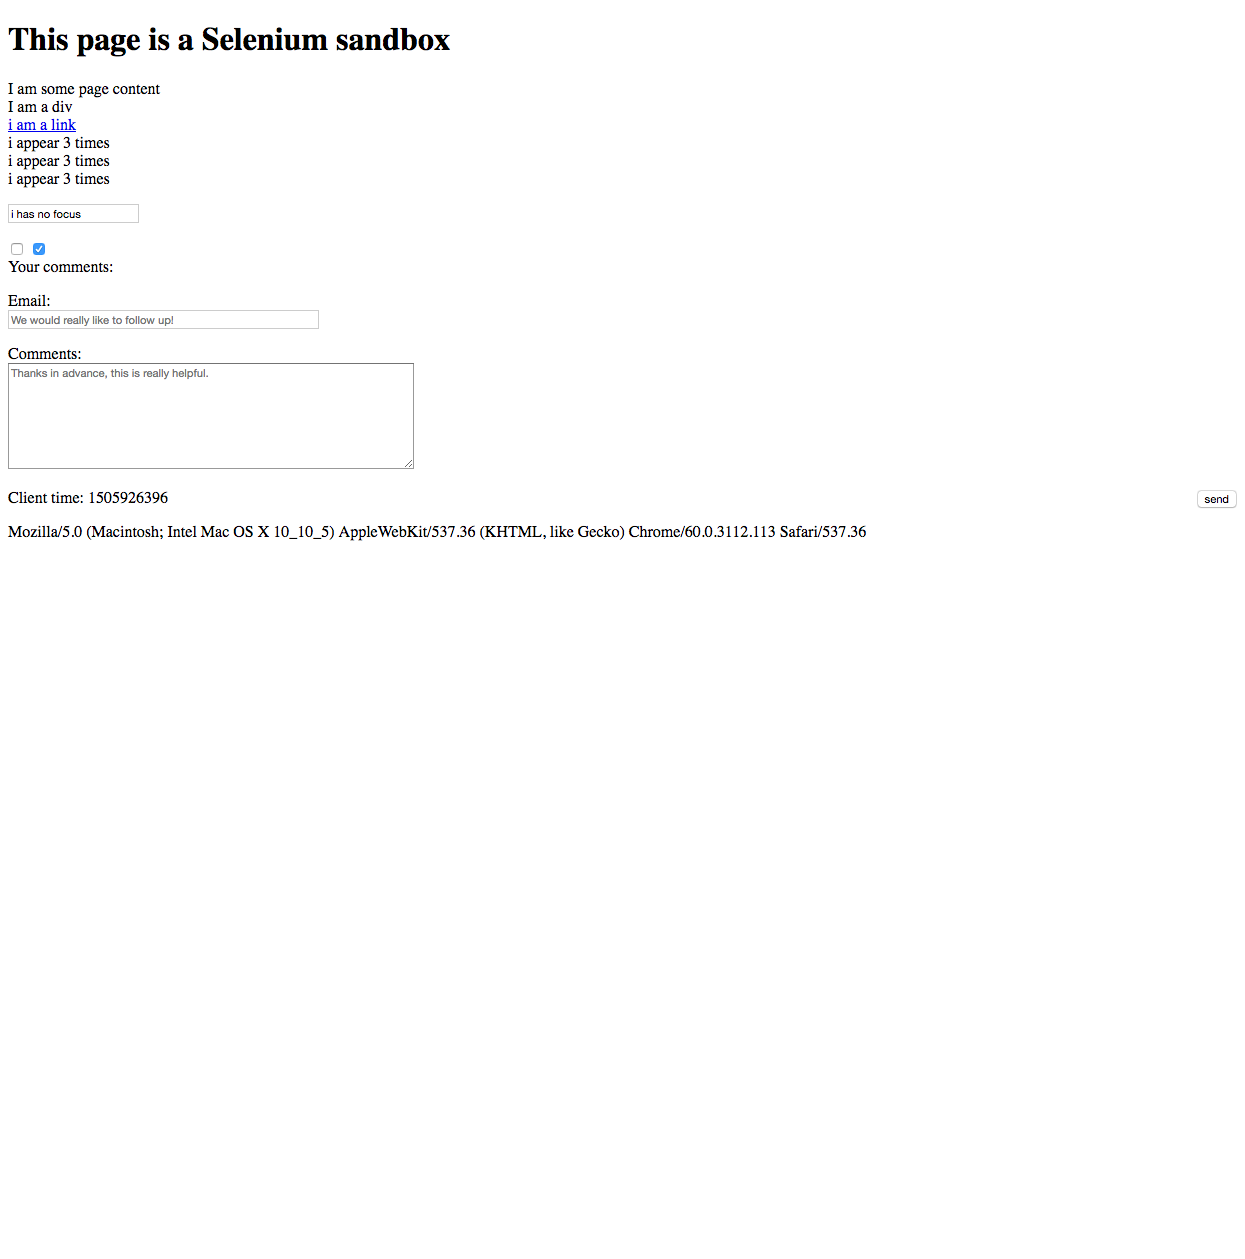 This page is a Selenium sandbox
I am some page content
I am a div
i am a link
i appear 3 times
i appear 3 times
i appear 3 times
i has no focus
Your comments:
Email:
We would really like to follow up!
Comments:
Thanks in advance, this is really helpful.
Client time: 1505926396
send
Mozilla/5.0 (Macintosh; Intel Mac OS X 10_10_5) AppleWebKit/537.36 (KHTML, like Gecko) Chrome/60.0.3112.113 Safari/537.36